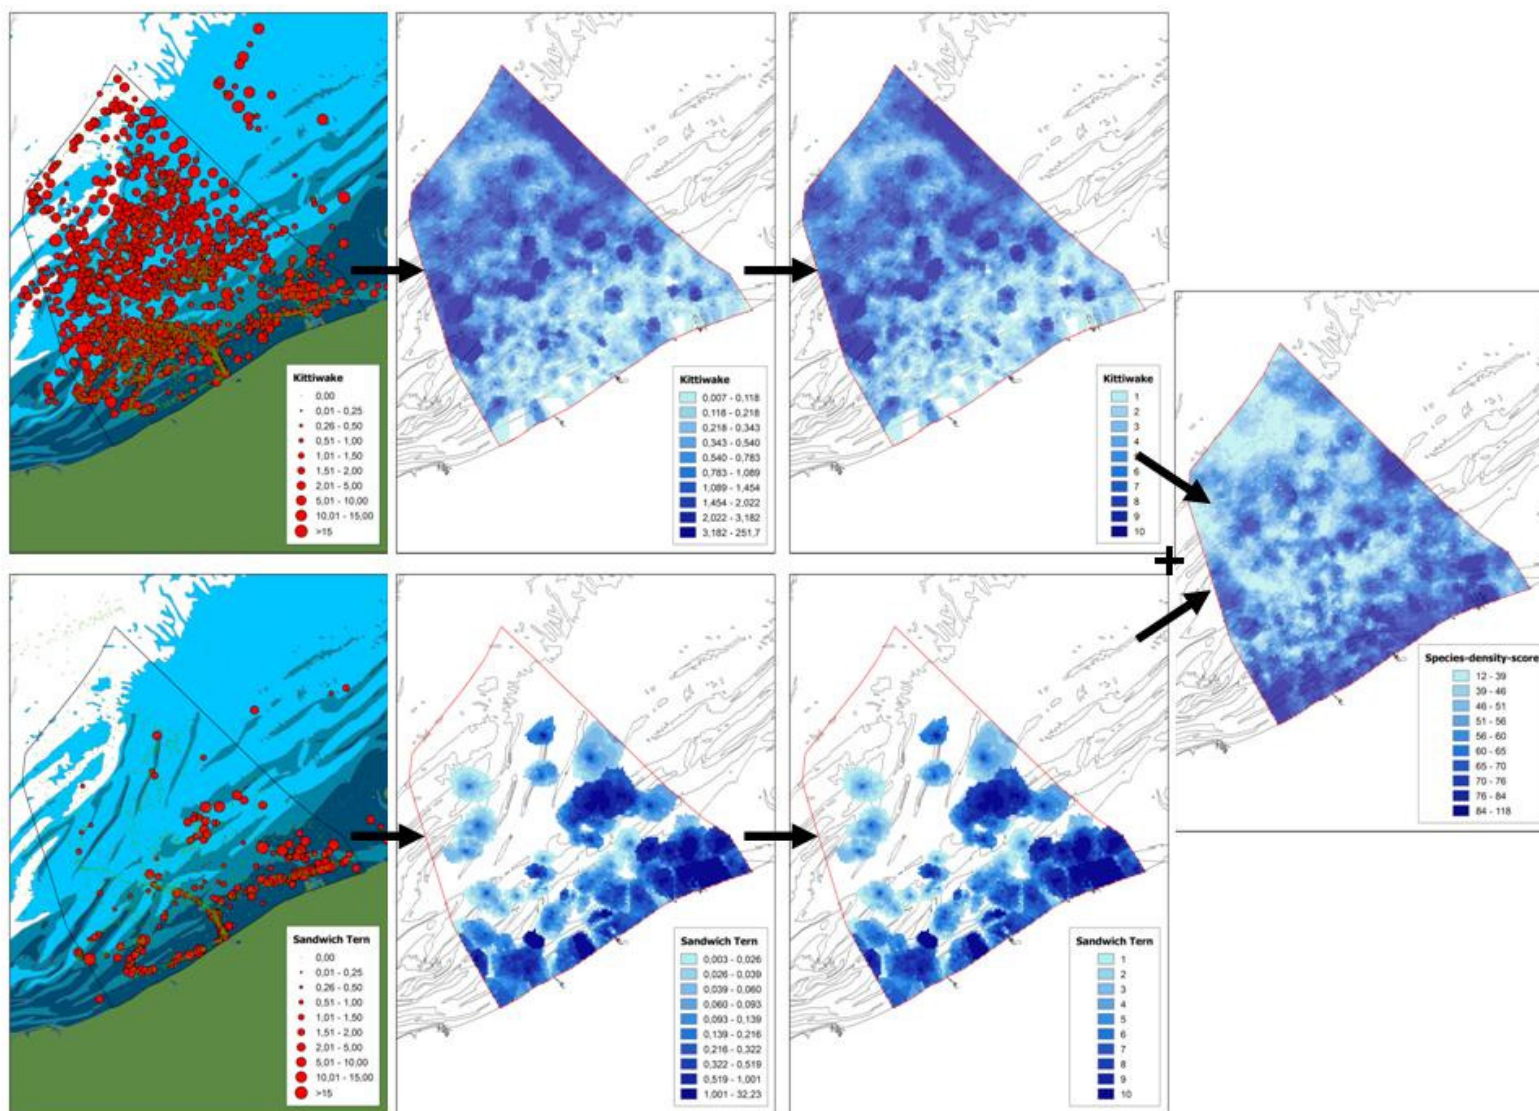 Kittiwake
0,00
0,01 - 0,25
0,26 - 0,50
0,51 - 1,00
1,01 - 1,50
1,51 - 2,00
2,01 - 5,00
5,01 - 10,00
10,01 - 15,00
>15
Kittiwake
0,007 - 0,118
0,118 - 0,218
0,218 - 0,343
0,343 - 0,540
0,540 - 0,783
0,783 - 1,089
1,089 - 1,454
1,454 - 2,022
2,022 - 3,182
3,182 - 251,7
Kittiwake
1
2
3
4
6
7
8
9
10
+
Species-density-score
12 - 39
39 - 46
46 - 51
51 - 56
56 - 60
60 - 65
65 - 70
70 - 76
76 - 84
84 - 118
Sandwich Tern
0,00
0,01 - 0,25
0,26 - 0,50
0,51 - 1,00
1,01 - 1,50
1,51 - 2,00
2,01 - 5,00
5,01 - 10,00
10,01 - 15,00
>15
Sandwich Tern
0,003 - 0,026
0,026 - 0,039
0,039 - 0,060
0,060 - 0,093
0,093 - 0,139
0,139 - 0,216
0,216 - 0,322
0,322 - 0,519
0,519 - 1,001
1,001 - 32,23
Sandwich Tern
1
2
3
4
5
6
7
8
9
10